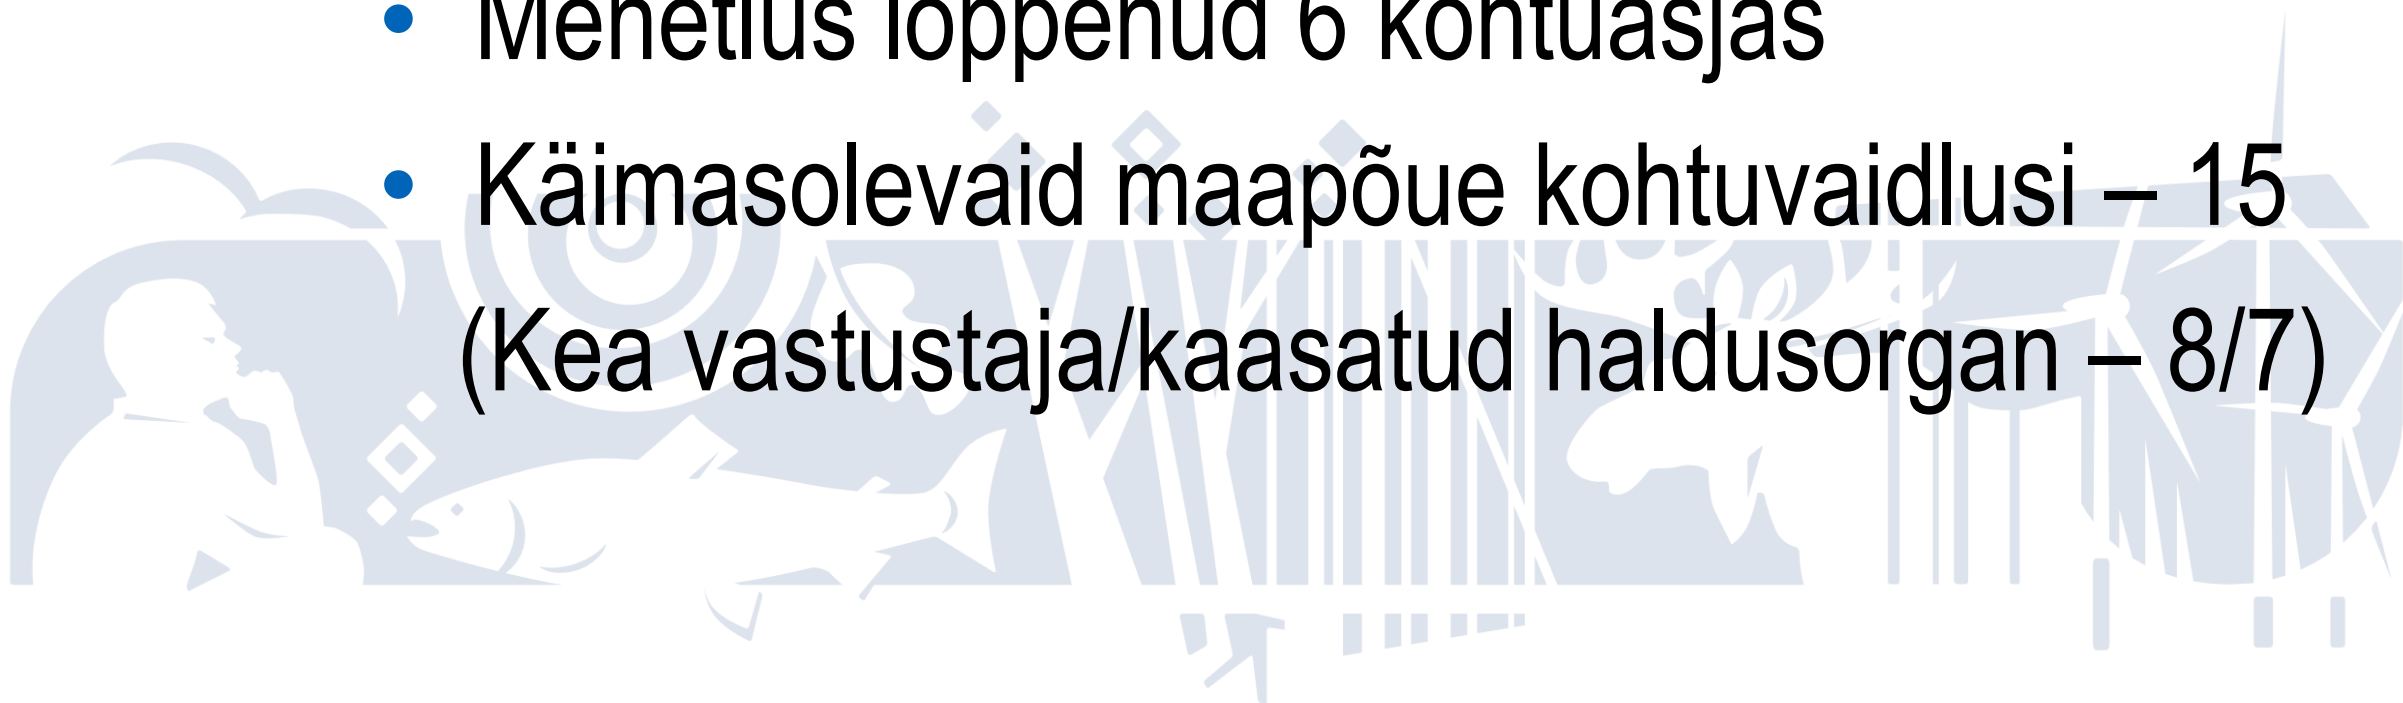 • Menetlus lõppenud 6 kohtuasjas
• Käimasolevaid maapõue kohtuvaidlusi – 15
(Kea vastustaja/kaasatud haldusorgan – 8/7)